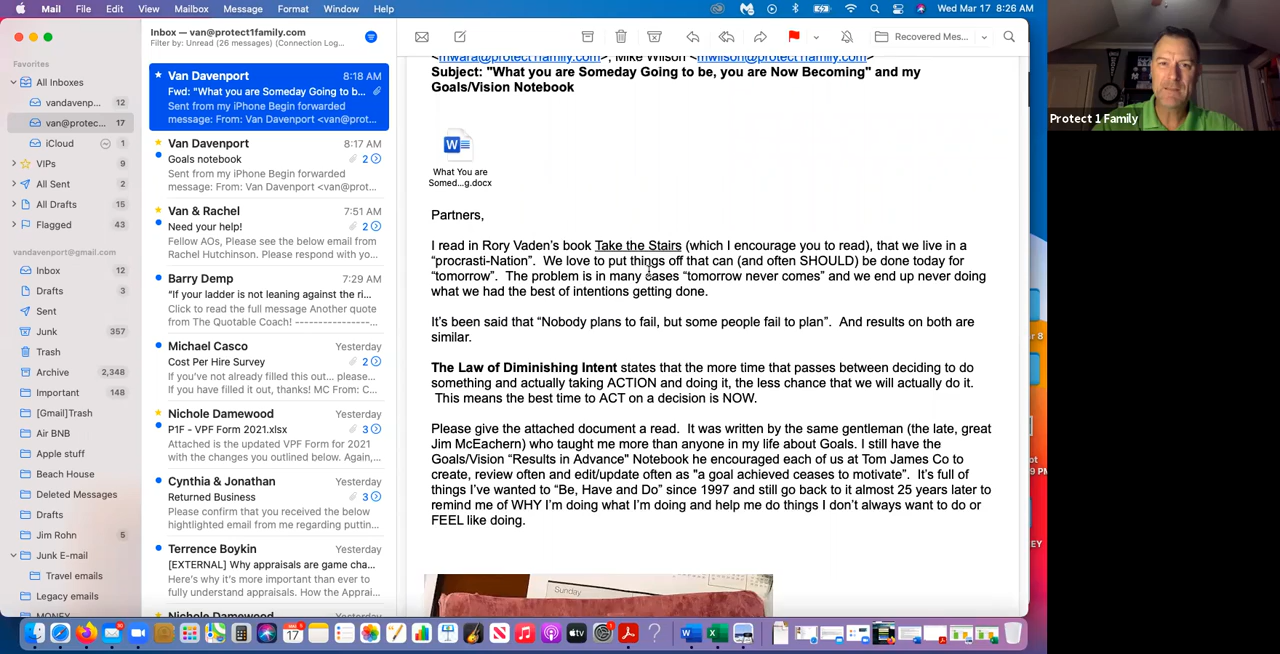 Mail File Edit View Mailbox Message Format Window Help
Wed Mar 17 8:26 AM
Inbox — van@protect1family.com
Filter by: Unread (26 messages) (Connection Log...
Recovered Mes...
Favorites
All Inboxes
vandavenp... 12
van@protec... 17
iCloud 1
VIPs 9
All Sent 2
All Drafts 15
Flagged 43
vandavenport@gmail.com
Inbox 12
Drafts 3
Sent
Junk 357
Trash
Archive 2,348
Important 148
[Gmail]Trash
Air BNB
Apple stuff
Beach House
Deleted Messages
Drafts
Jim Rohn 5
Junk E-mail
Travel emails
Legacy emails
MONEY
Van Davenport 8:18 AM
Fwd: "What you are Someday Going to b...
Sent from my iPhone Begin forwarded
message: From: Van Davenport <van@prot...
Van Davenport 8:17 AM
Goals notebook 2
Sent from my iPhone Begin forwarded
message: From: Van Davenport <van@prot...
Van & Rachel 7:51 AM
Need your help! 2
Fellow AOs, Please see the below email from
Rachel Hutchinson. Please respond to her vi...
Barry Demp 7:29 AM
“If your ladder is not leaning against the ri...
Click to read the full message Another quote
from The Quotable Coach! ----------------...
Michael Casco Yesterday
Cost Per Hire Survey 2
If you've not already filled this out... please...
If you have filled it out, thanks! MC From: C...
Nichole Damewood Yesterday
P1F - VPF Form 2021.xlsx 3
Attached is the updated VPF Form for 2021
with the changes you outlined below. Again,...
Cynthia & Jonathan Yesterday
Returned Business 3
Please confirm that you received the below
hightlighted email from me regarding puttin...
Terrence Boykin Yesterday
[EXTERNAL] Why appraisals are game cha...
Here's why it's more important than ever to
fully understand appraisals. How the Apprai...
Nichole Damewood Yesterday
<mwara@protect1family.com>, Mike Wilson <mwilson@protect1family.com>
Subject: "What you are Someday Going to be, you are Now Becoming" and my
Goals/Vision Notebook
What You are
Somed...g.docx
Partners,
I read in Rory Vaden's book Take the Stairs (which I encourage you to read), that we live in a
“procrasti-Nation”. We love to put things off that can (and often SHOULD) be done today for
“tomorrow”. The problem is in many cases “tomorrow never comes” and we end up never doing
what we had the best of intentions getting done.
It's been said that “Nobody plans to fail, but some people fail to plan”. And results on both are
similar.
The Law of Diminishing Intent states that the more time that passes between deciding to do
something and actually taking ACTION and doing it, the less chance that we will actually do it.
This means the best time to ACT on a decision is NOW.
Please give the attached document a read. It was written by the same gentleman (the late, great
Jim McEachern) who taught me more than anyone in my life about Goals. I still have the
Goals/Vision “Results in Advance” Notebook he encouraged each of us at Tom James Co to
create, review often and edit/update often as "a goal achieved ceases to motivate”. It's full of
things I've wanted to “Be, Have and Do” since 1997 and still go back to it almost 25 years later to
remind me of WHY I'm doing what I'm doing and help me do things I don't always want to do or
FEEL like doing.
Sunday
Protect 1 Family